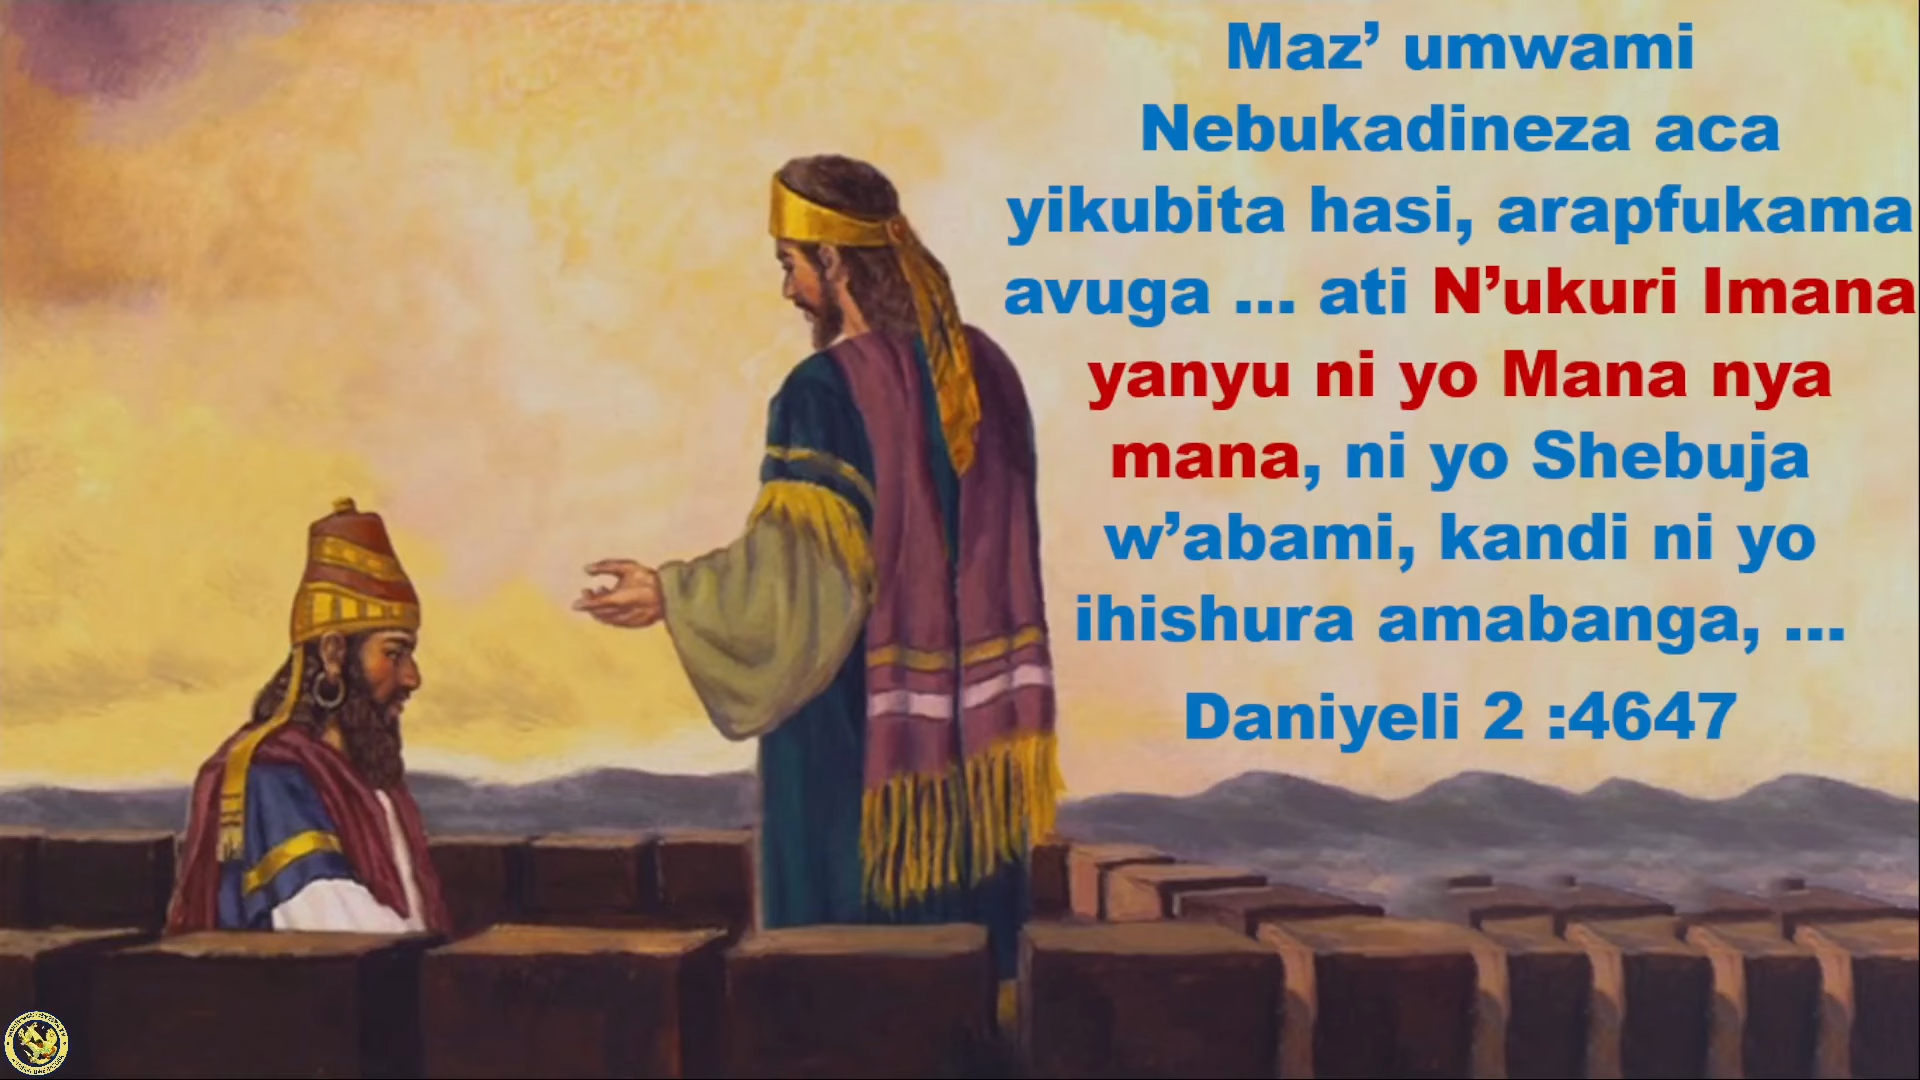 Maz’ umwami
Nebukadineza aca
yikubita hasi, arapfukama
avuga ... ati N’ukuri Imana
yanyu ni yo Mana nya
mana, ni yo Shebuja
w’abami, kandi ni yo
ihishura amabanga, ...
Daniyeli 2 :4647